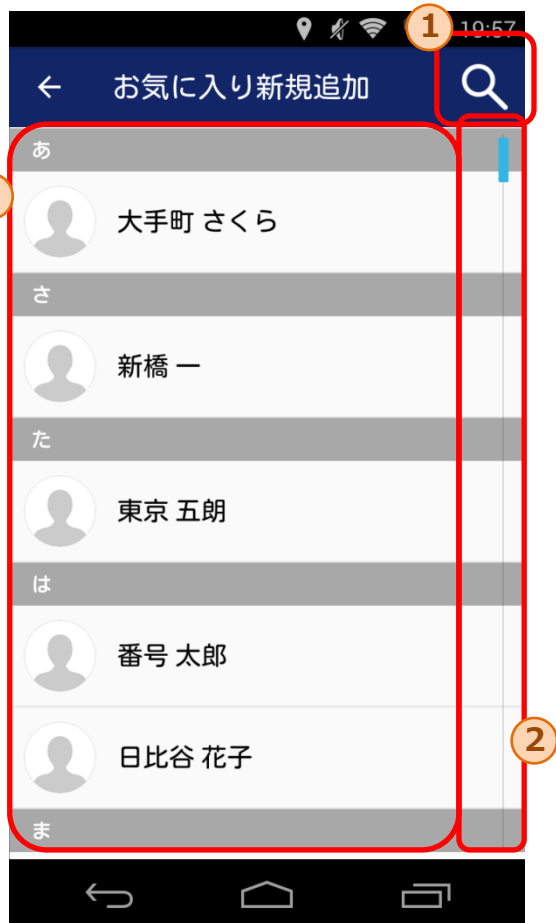 1
19:57
お気に入り新規追加
あ
大手町 さくら
さ
新橋 一
た
東京 五朗
は
番号 太郎
日比谷 花子
2
ま